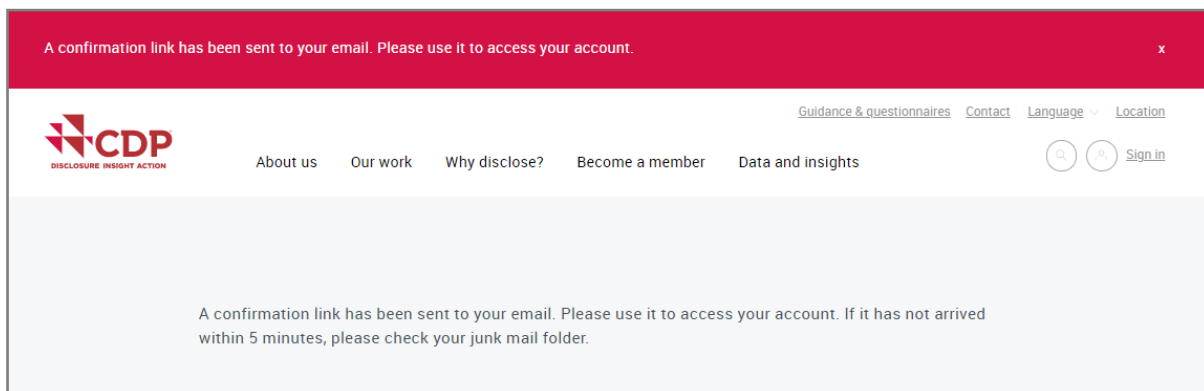 A confirmation link has been sent to your email. Please use it to access your account.
x
Guidance & questionnaires Contact Language Location
CDP
DISCLOSURE INSIGHT ACTION
About us Our work Why disclose? Become a member Data and insights
Sign in
A confirmation link has been sent to your email. Please use it to access your account. If it has not arrived
within 5 minutes, please check your junk mail folder.